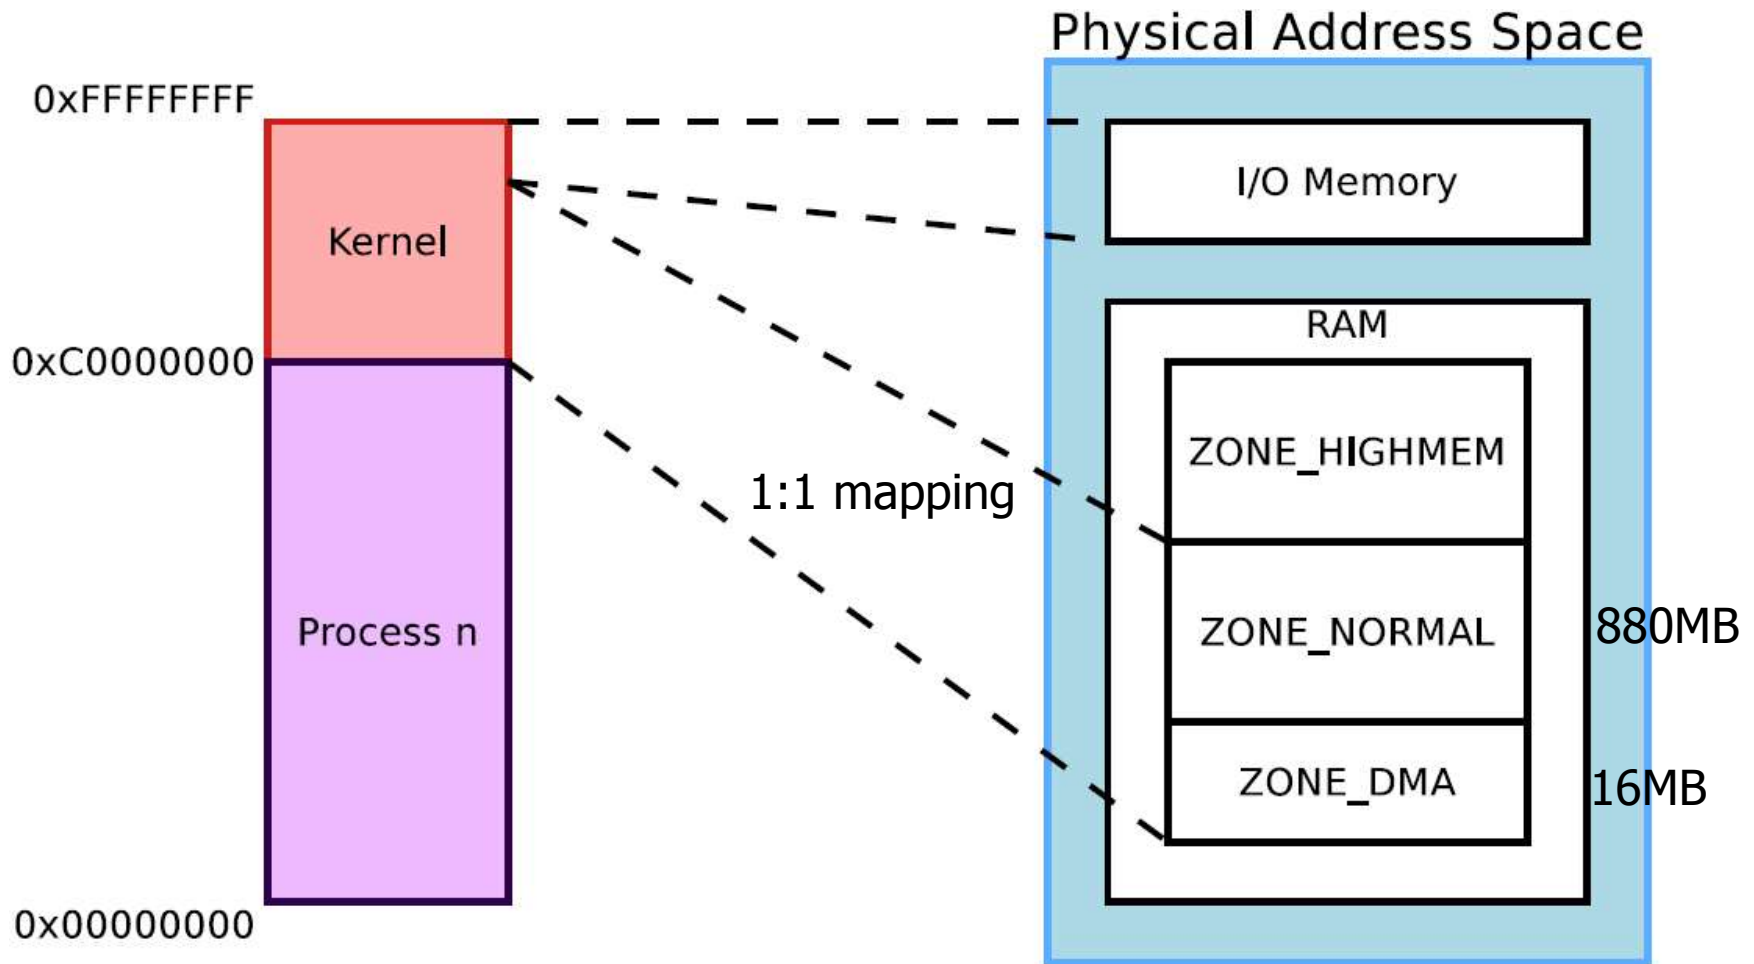 Physical Address Space
0xFFFFFFFF
I/O Memory
Kernel
RAM
0xC0000000
ZONE_HIGHMEM
1:1 mapping
Process n
ZONE_NORMAL
880MB
ZONE_DMA
16MB
0x00000000